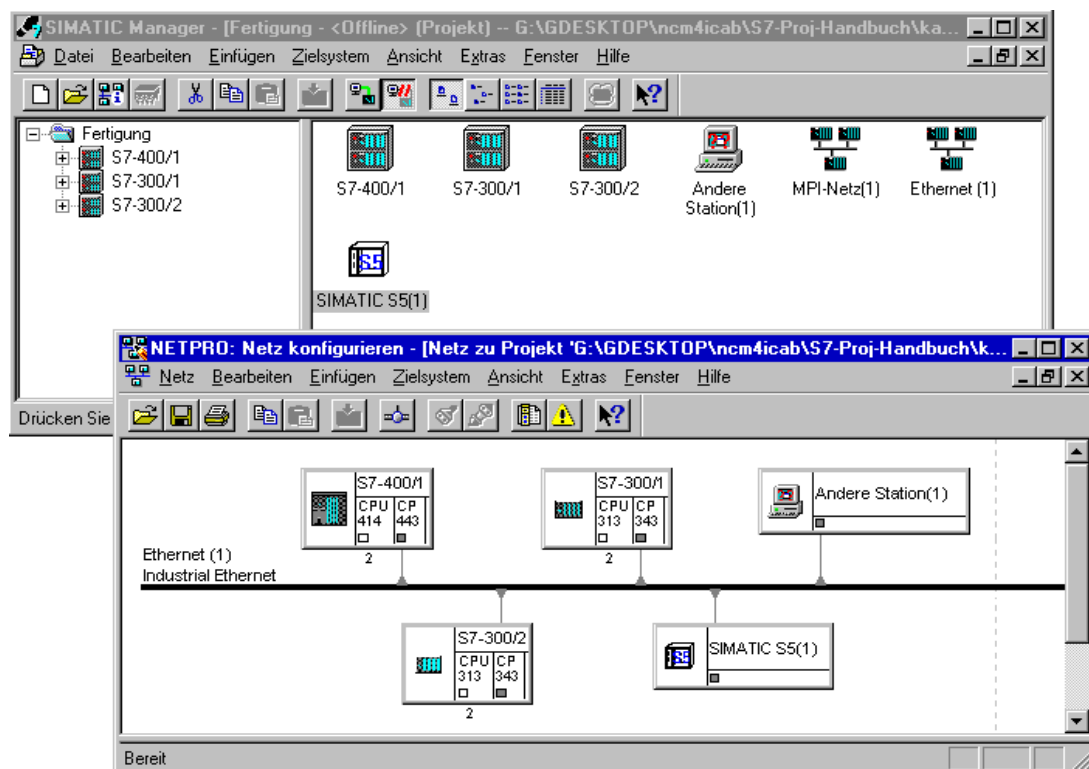 SIMATIC Manager - [Fertigung - <Offline> (Projekt) -- G:\GDESKTOP\ncm4icab\S7-Proj-Handbuch\ka...
Datei Bearbeiten Einfügen Zielsystem Ansicht Extras Fenster Hilfe
Fertigung
S7-400/1
S7-300/1
S7-300/2
S7-400/1 S7-300/1 S7-300/2 Andere Station(1) MPI-Netz(1) Ethernet (1)
S5
SIMATIC S5(1)
Drücken Sie
NETPRO: Netz konfigurieren - [Netz zu Projekt 'G:\GDESKTOP\ncm4icab\S7-Proj-Handbuch\k...
Netz Bearbeiten Einfügen Zielsystem Ansicht Extras Fenster Hilfe
S7-400/1
CPU CP
414 443
2
S7-300/1
CPU CP
313 343
2
Andere Station(1)
Ethernet (1)
Industrial Ethernet
S7-300/2
CPU CP
313 343
2
S5
SIMATIC S5(1)
Bereit